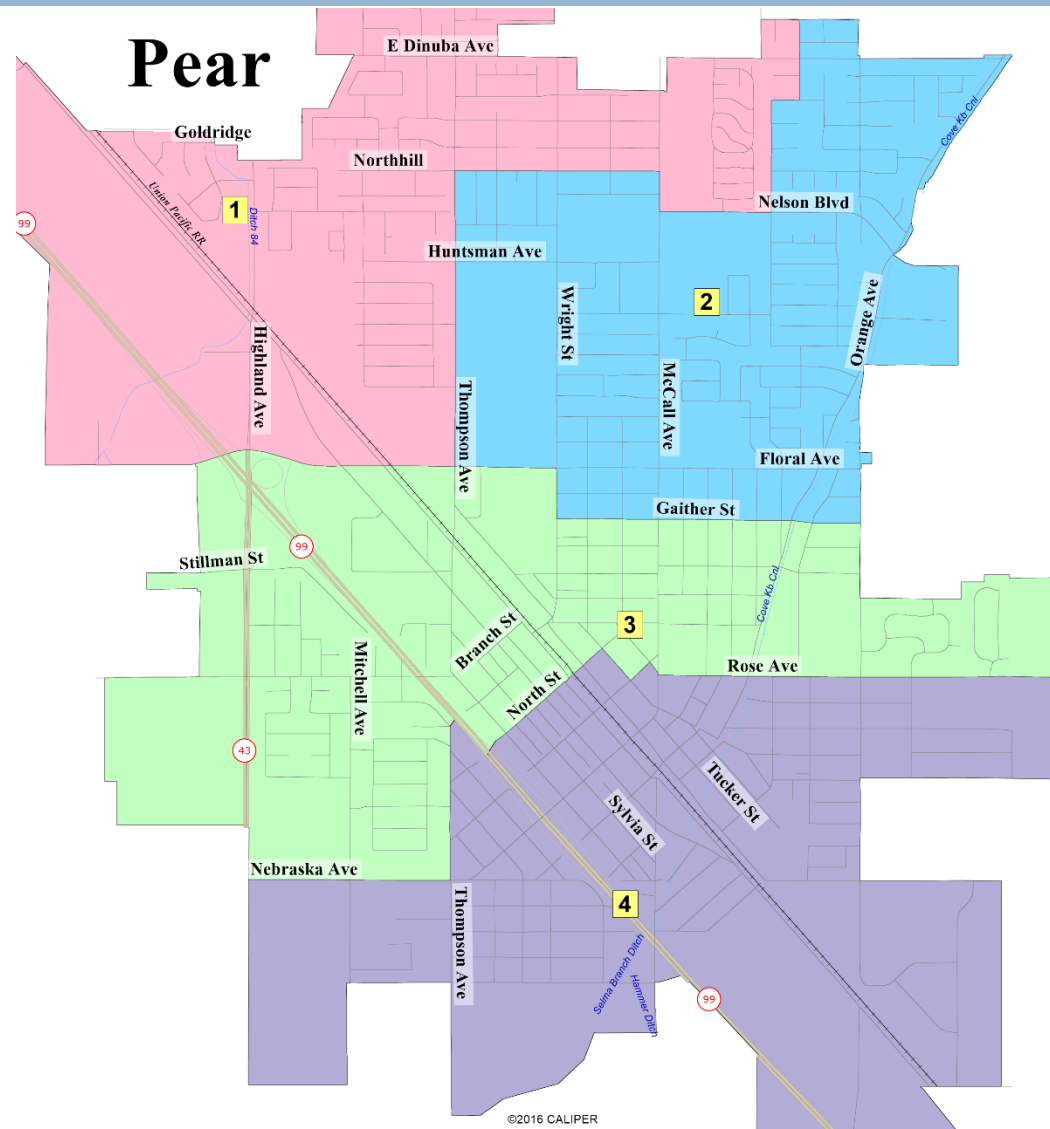 Pear
E Dinuba Ave
Goldridge
Northhill
Cove Kb Cnl
Union Pacific RR
1
Ditch 84
Nelson Blvd
99
Huntsman Ave
2
Wright St
Orange Ave
Highland Ave
McCall Ave
Thompson Ave
Floral Ave
Gaither St
99
Stillman St
Cove Kb Cnl
3
Branch St
Rose Ave
Mitchell Ave
North St
43
Tucker St
Sylvia St
Nebraska Ave
4
Thompson Ave
Selma Branch Ditch
Hammer Ditch
99
©2016 CALIPER